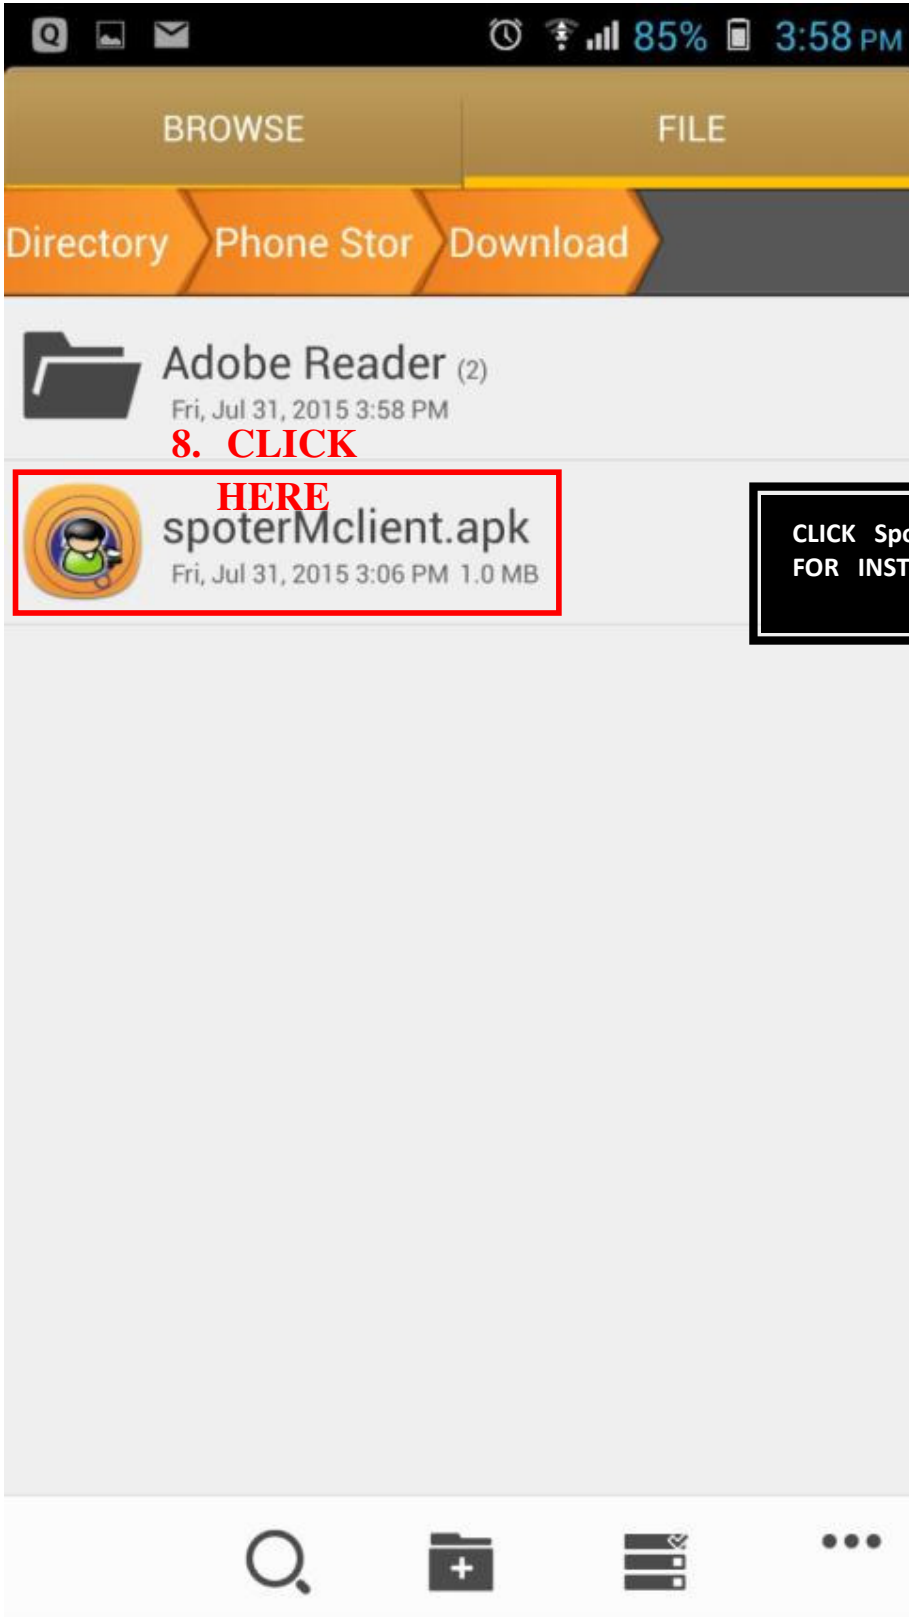 Q 85% 3:58 PM
BROWSE FILE
Directory Phone Stor Download
Adobe Reader (2)
Fri, Jul 31, 2015 3:58 PM
8. CLICK
HERE
spoterMclient.apk
Fri, Jul 31, 2015 3:06 PM 1.0 MB
CLICK
FOR